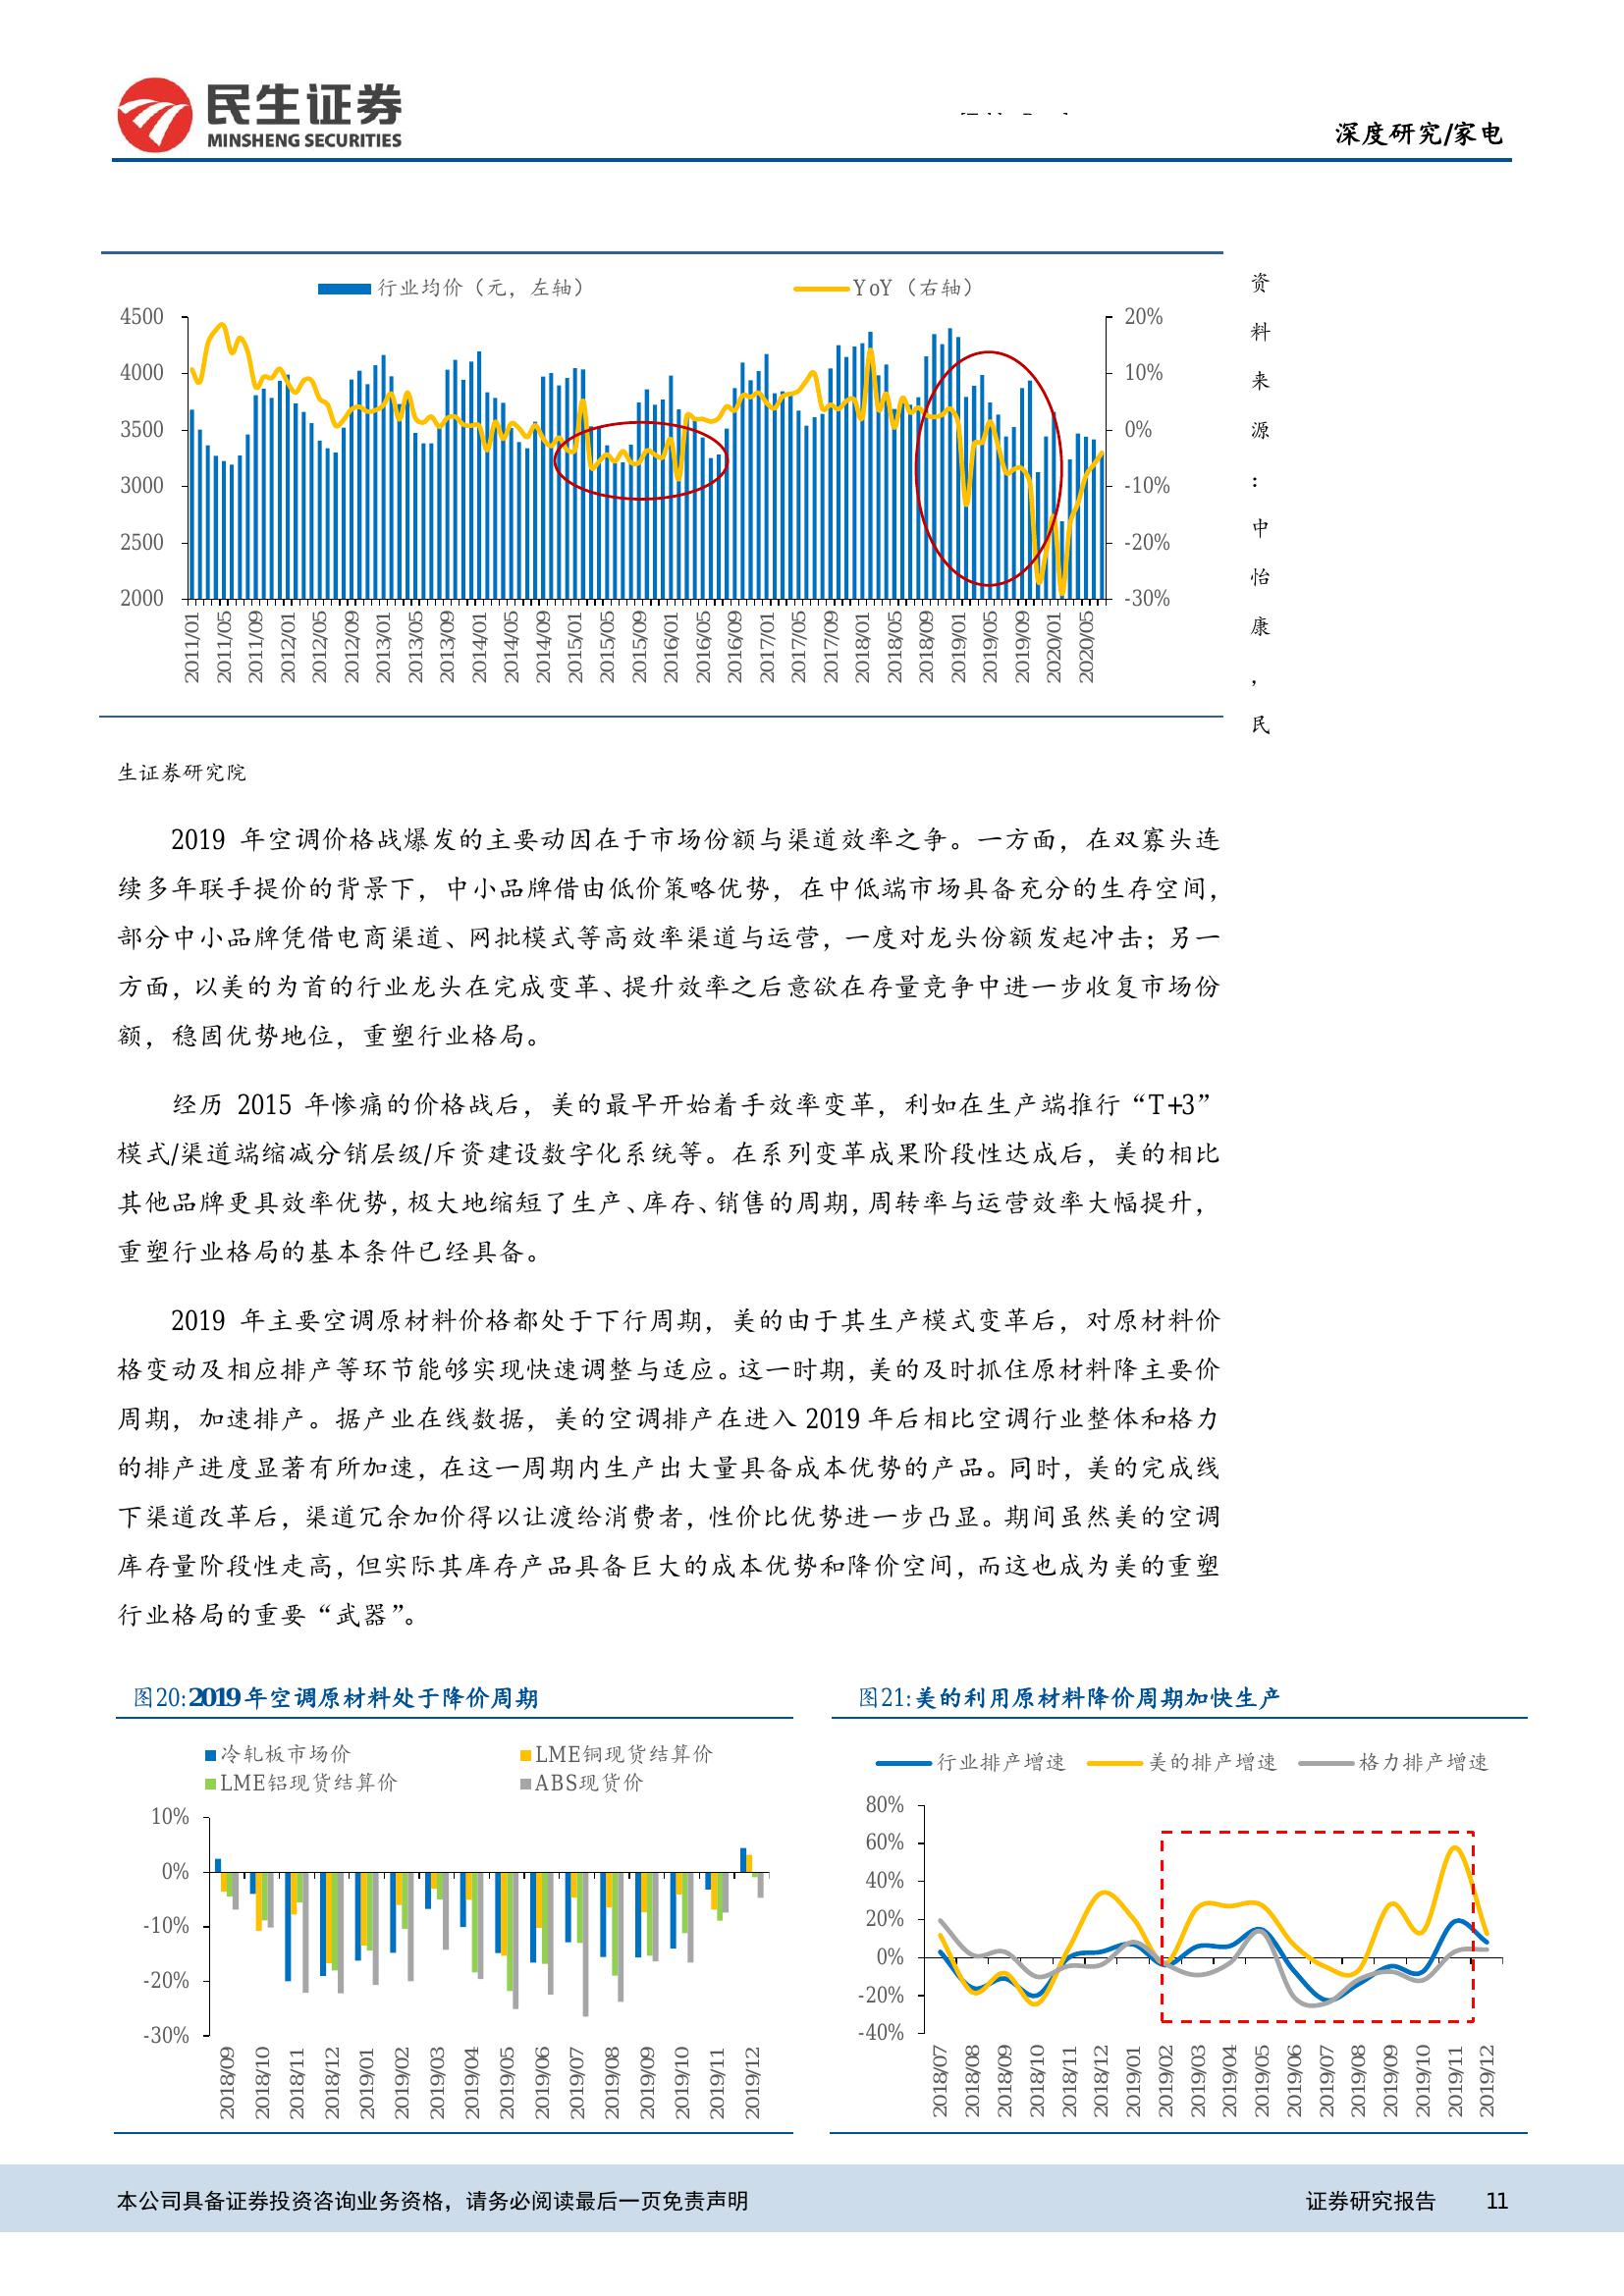 民生证券
MINSHENG SECURITIES
深度研究/家电
行业均价（元，左轴）
YoY（右轴）
4500
4000
3500
3000
2500
2000
20%
10%
0%
-10%
-20%
-30%
2011/01
2011/05
2011/09
2012/01
2012/05
2012/09
2013/01
2013/05
2013/09
2014/01
2014/05
2014/09
2015/01
2015/05
2015/09
2016/01
2016/05
2016/09
2017/01
2017/05
2017/09
2018/01
2018/05
2018/09
2019/01
2019/05
2019/09
2020/01
2020/05
资
料
来
源
：
中
怡
康
，
民
生证券研究院
2019 年空调价格战爆发的主要动因在于市场份额与渠道效率之争。一方面，在双寡头连
续多年联手提价的背景下，中小品牌借由低价策略优势，在中低端市场具备充分的生存空间，
部分中小品牌凭借电商渠道、网批模式等高效率渠道与运营，一度对龙头份额发起冲击；另一
方面，以美的为首的行业龙头在完成变革、提升效率之后意欲在存量竞争中进一步收复市场份
额，稳固优势地位，重塑行业格局。
经历 2015 年惨痛的价格战后，美的最早开始着手效率变革，利如在生产端推行“T+3”
模式/渠道端缩减分销层级/斥资建设数字化系统等。在系列变革成果阶段性达成后，美的相比
其他品牌更具效率优势，极大地缩短了生产、库存、销售的周期，周转率与运营效率大幅提升，
重塑行业格局的基本条件已经具备。
2019 年主要空调原材料价格都处于下行周期，美的由于其生产模式变革后，对原材料价
格变动及相应排产等环节能够实现快速调整与适应。这一时期，美的及时抓住原材料降主要价
周期，加速排产。据产业在线数据，美的空调排产在进入 2019 年后相比空调行业整体和格力
的排产进度显著有所加速，在这一周期内生产出大量具备成本优势的产品。同时，美的完成线
下渠道改革后，渠道冗余加价得以让渡给消费者，性价比优势进一步凸显。期间虽然美的空调
库存量阶段性走高，但实际其库存产品具备巨大的成本优势和降价空间，而这也成为美的重塑
行业格局的重要“武器”。
图20:2019年空调原材料处于降价周期
冷轧板市场价
LME铜现货结算价
LME铝现货结算价
ABS现货价
10%
0%
-10%
-20%
-30%
2018/09
2018/10
2018/11
2018/12
2019/01
2019/02
2019/03
2019/04
2019/05
2019/06
2019/07
2019/08
2019/09
2019/10
2019/11
2019/12
图21:美的利用原材料降价周期加快生产
行业排产增速
美的排产增速
格力排产增速
80%
60%
40%
20%
0%
-20%
-40%
2018/07
2018/08
2018/09
2018/10
2018/11
2018/12
2019/01
2019/02
2019/03
2019/04
2019/05
2019/06
2019/07
2019/08
2019/09
2019/10
2019/11
2019/12
本公司具备证券投资咨询业务资格，请务必阅读最后一页免责声明
证券研究报告
11